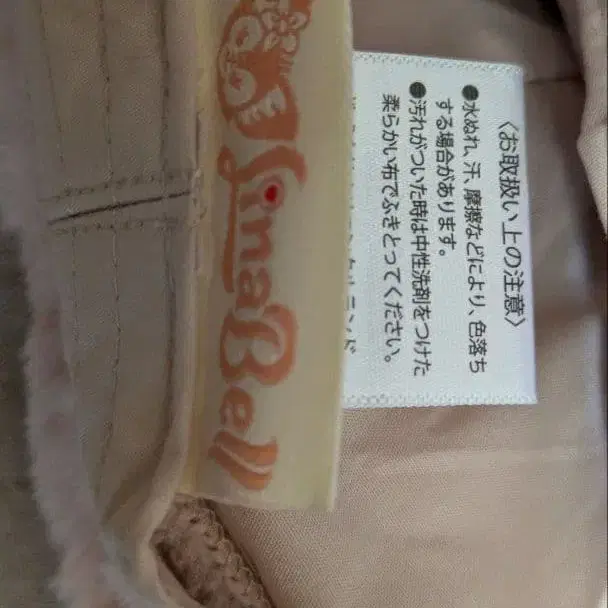 LinaBell
〈お取扱い上の注意〉
●水ぬれ、汗、摩擦などにより、色落ち
する場合があります。
●汚れがついた時は中性洗剤をつけた
柔らかい布でふきとってください。